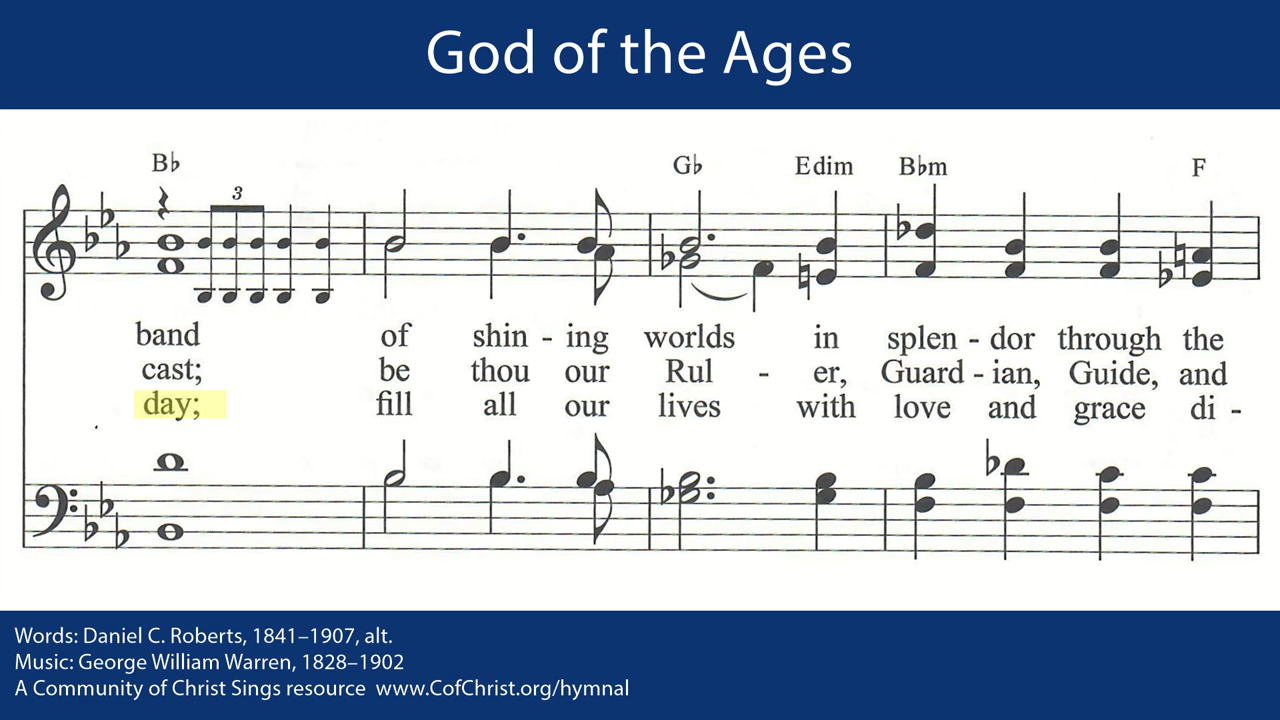 God of the Ages
B♭ G♭ Edim B♭m F
3
band of shin - ing worlds in splen - dor through the
cast; be thou our Rul - er, Guard - ian, Guide, and
day; fill all our lives with love and grace di -
Words: Daniel C. Roberts, 1841–1907, alt.
Music: George William Warren, 1828–1902
A Community of Christ Sings resource www.CofChrist.org/hymnal